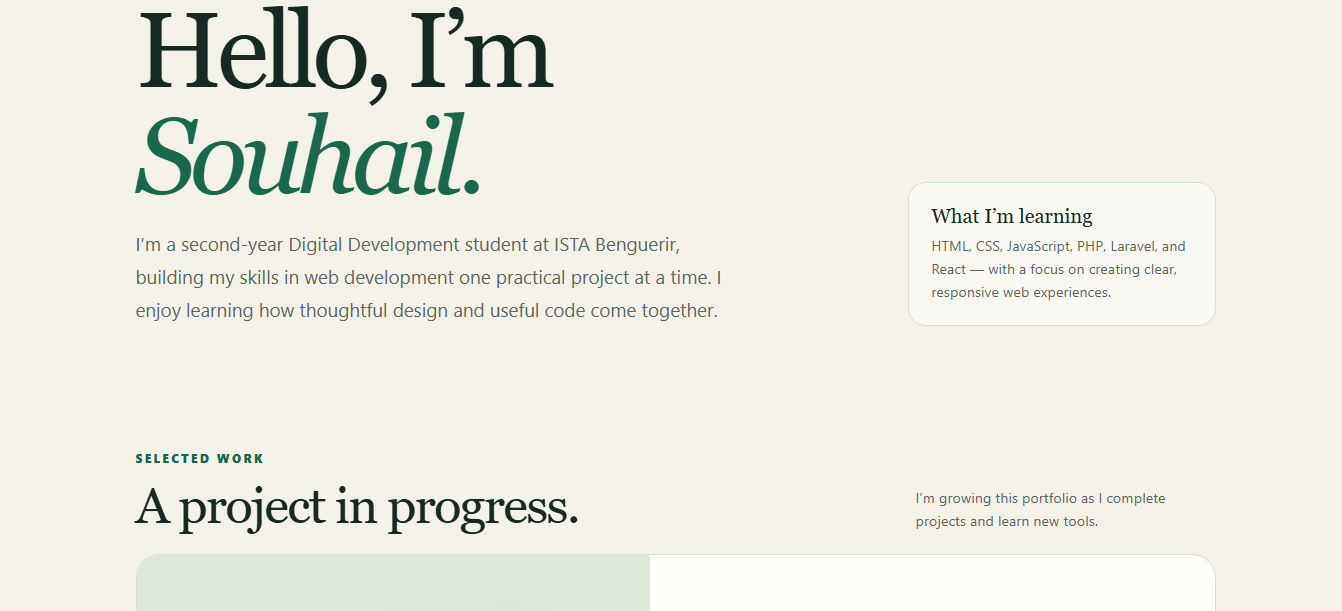 Hello, I’m
Souhail.
I’m a second-year Digital Development student at ISTA Benguerir,
building my skills in web development one practical project at a time. I
enjoy learning how thoughtful design and useful code come together.
What I’m learning
HTML, CSS, JavaScript, PHP, Laravel, and
React — with a focus on creating clear,
responsive web experiences.
SELECTED WORK
A project in progress.
I’m growing this portfolio as I complete
projects and learn new tools.